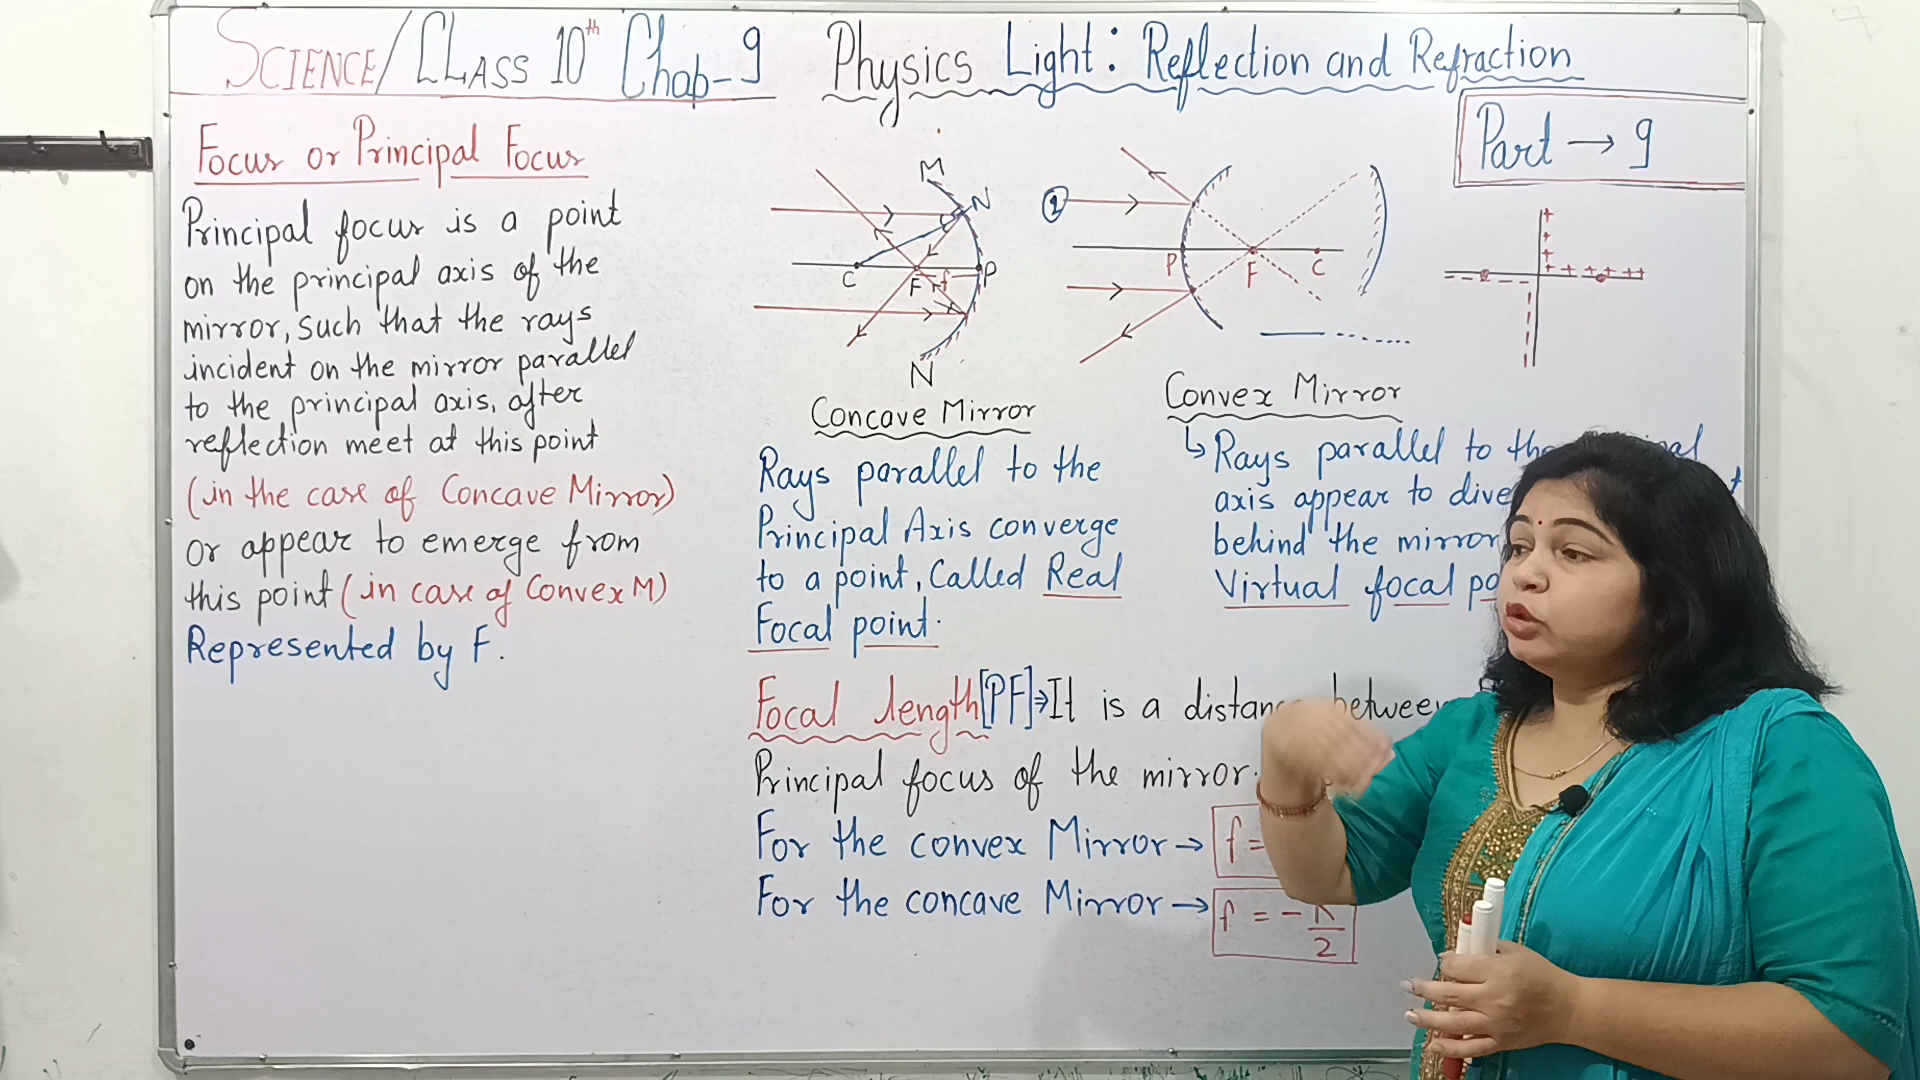 SCIENCE/CLASS 10th Chap-9 Physics Light: Reflection and Refraction
Part → 9
Focus or Principal Focus
Principal focus is a point
on the principal axis of the
mirror, such that the rays
incident on the mirror parallel
to the principal axis, after
reflection meet at this point
(in the case of Concave Mirror)
or appear to emerge from
this point (in case of Convex M)
Represented by F.
M
N
C
F
f
P
N
Concave Mirror
Rays parallel to the
Principal Axis converge
to a point, Called Real
Focal point.
2
P
F
C
Convex Mirror
↳ Rays parallel to the
axis appear to
behind the mirror
Virtual focal
Focal length [PF] ⇒ It is a distance between
Principal focus of the mirror.
For the convex Mirror → f =
For the concave Mirror → f = - R/2